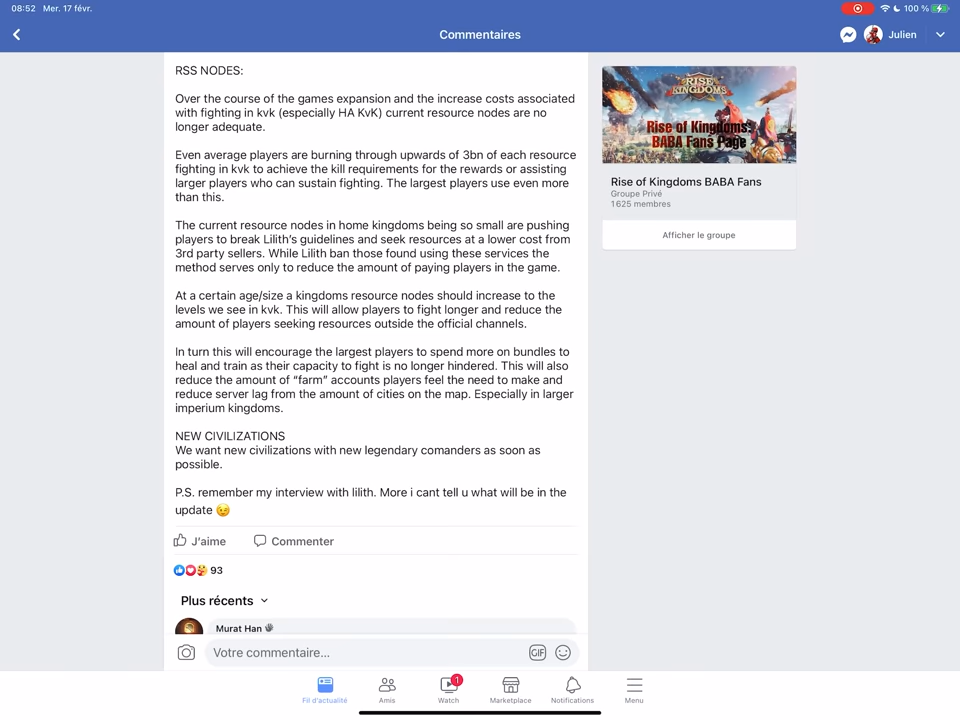 08:52 Mer. 17 févr.
100 %
Commentaires
Julien
RSS NODES:
Over the course of the games expansion and the increase costs associated
with fighting in kvk (especially HA KvK) current resource nodes are no
longer adequate.
Even average players are burning through upwards of 3bn of each resource
fighting in kvk to achieve the kill requirements for the rewards or assisting
larger players who can sustain fighting. The largest players use even more
than this.
The current resource nodes in home kingdoms being so small are pushing
players to break Lilith's guidelines and seek resources at a lower cost from
3rd party sellers. While Lilith ban those found using these services the
method serves only to reduce the amount of paying players in the game.
At a certain age/size a kingdoms resource nodes should increase to the
levels we see in kvk. This will allow players to fight longer and reduce the
amount of players seeking resources outside the official channels.
In turn this will encourage the largest players to spend more on bundles to
heal and train as their capacity to fight is no longer hindered. This will also
reduce the amount of “farm” accounts players feel the need to make and
reduce server lag from the amount of cities on the map. Especially in larger
imperium kingdoms.
NEW CIVILIZATIONS
We want new civilizations with new legendary comanders as soon as
possible.
P.S. remember my interview with lilith. More i cant tell u what will be in the
update 😉
J'aime
Commenter
93
Plus récents
Murat Han
Votre commentaire...
GIF
RISE OF KINGDOMS
Rise of Kingdoms:
BABA Fans Page
Rise of Kingdoms BABA Fans
Groupe Privé
1 625 membres
Afficher le groupe
Fil d'actualité
Amis
1
Watch
Marketplace
Notifications
Menu